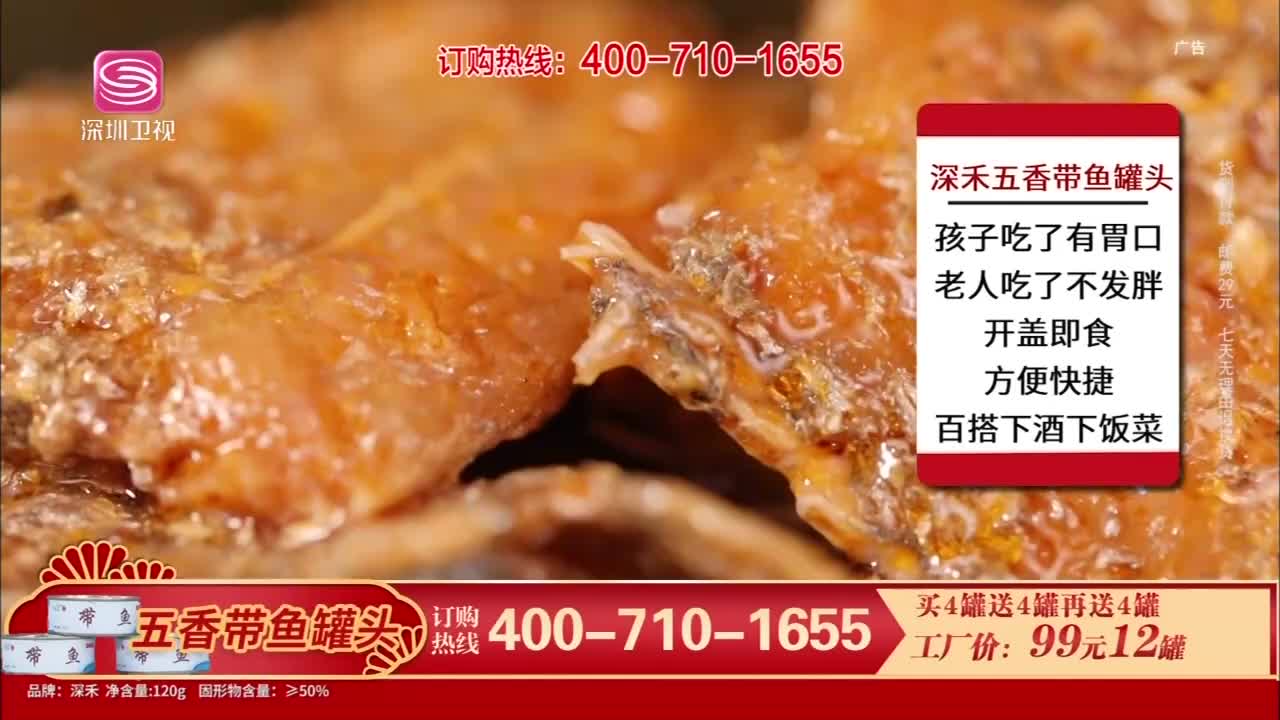 订购热线：400-710-1655
广告
深圳卫视
深禾五香带鱼罐头
孩子吃了有胃口
老人吃了不发胖
开盖即食
方便快捷
百搭下酒下饭菜
邮费29元
七天无理由
带 鱼
带 鱼
带 鱼
五香带鱼罐头
订购热线
400-710-1655
买4罐送4罐再送4罐
工厂价：99元12罐
品牌：深禾 净含量:120g 固形物含量：≥50%